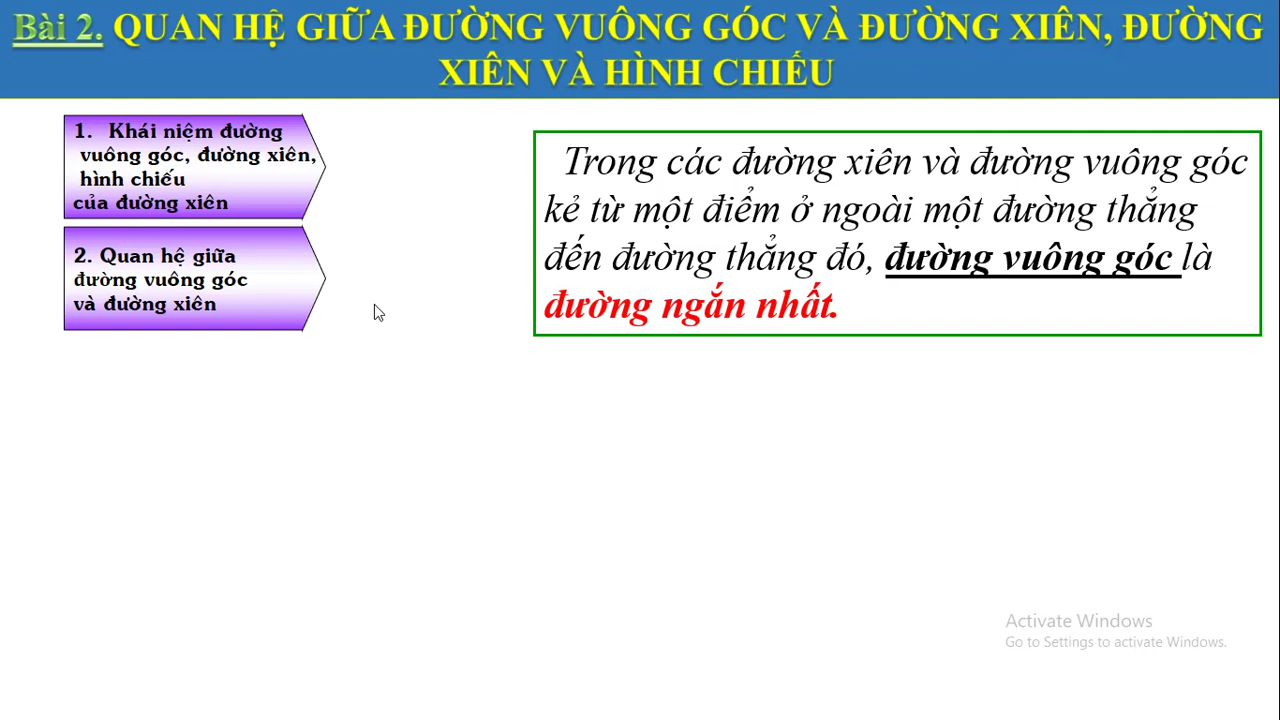 Bài 2. QUAN HỆ GIỮA ĐƯỜNG VUÔNG GÓC VÀ ĐƯỜNG XIÊN, ĐƯỜNG
XIÊN VÀ HÌNH CHIẾU
1. Khái niệm đường
vuông góc, đường xiên,
hình chiếu
của đường xiên
2. Quan hệ giữa
đường vuông góc
và đường xiên
Trong các đường xiên và đường vuông góc
kẻ từ một điểm ở ngoài một đường thẳng
đến đường thẳng đó, đường vuông góc là
đường ngắn nhất.
Activate Windows
Go to Settings to activate Windows.